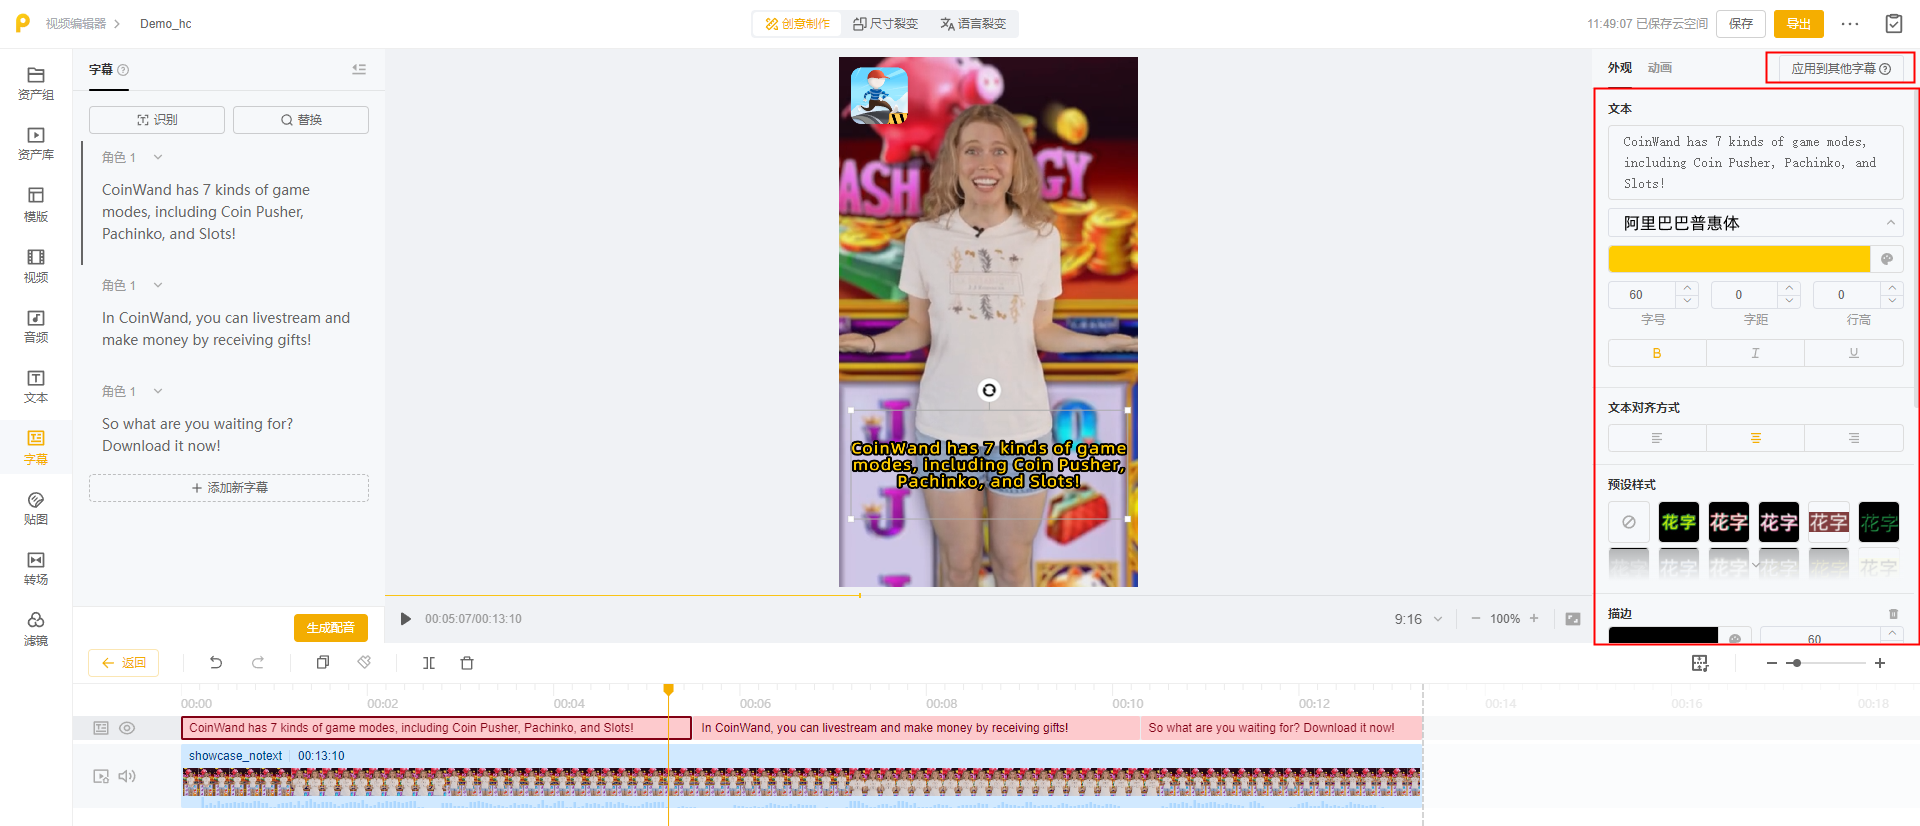 视频编辑器
Demo_hc
创意制作
尺寸裂变
语言裂变
11:49:07 已保存云空间
保存
导出
资产组
资产库
模版
视频
音频
文本
字幕
贴图
转场
滤镜
字幕
识别
替换
角色 1
CoinWand has 7 kinds of game
modes, including Coin Pusher,
Pachinko, and Slots!
角色 1
In CoinWand, you can livestream and
make money by receiving gifts!
角色 1
So what are you waiting for?
Download it now!
添加新字幕
生成配音
CoinWand has 7 kinds of game
modes, including Coin Pusher,
Pachinko, and Slots!
00:05:07/00:13:10
9:16
100%
外观
动画
应用到其他字幕
文本
CoinWand has 7 kinds of game modes,
including Coin Pusher, Pachinko, and
Slots!
阿里巴巴普惠体
60
0
0
字号
字距
行高
B
I
U
文本对齐方式
预设样式
花字
花字
花字
花字
花字
花字
花字
花字
花字
花字
花字
描边
60
返回
00:00
00:02
00:04
00:06
00:08
00:10
00:12
00:14
00:16
00:18
CoinWand has 7 kinds of game modes, including Coin Pusher, Pachinko, and Slots!
In CoinWand, you can livestream and make money by receiving gifts!
So what are you waiting for? Download it now!
showcase_notext
00:13:10